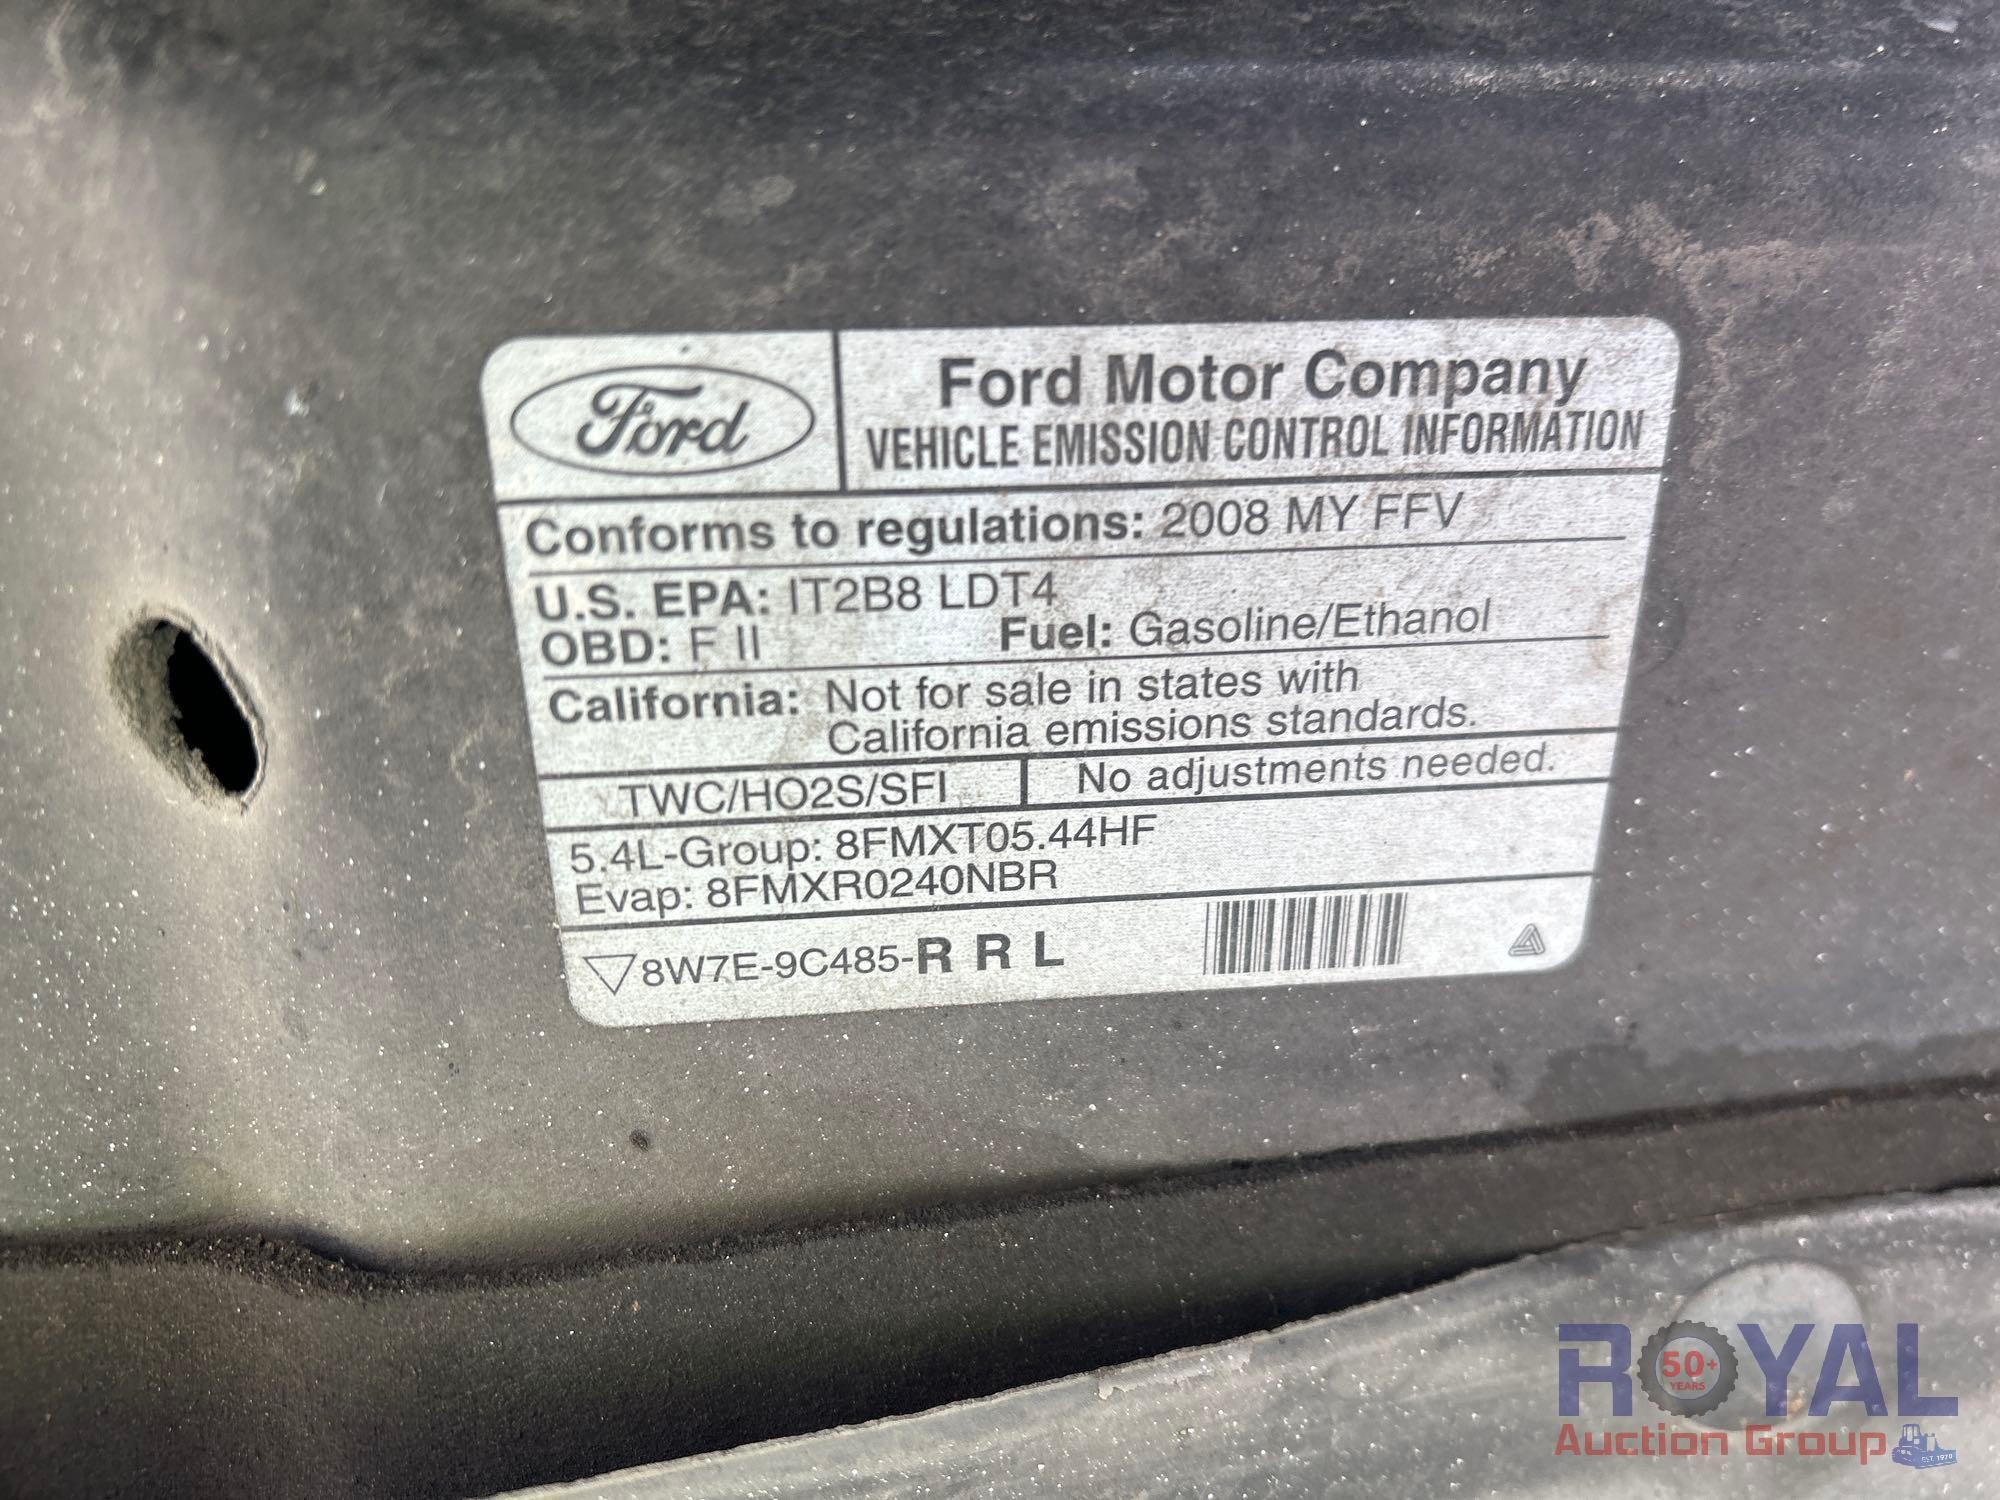 Ford
Ford Motor Company
VEHICLE EMISSION CONTROL INFORMATION
Conforms to regulations: 2008 MY FFV
U.S. EPA: IT2B8 LDT4
OBD: F II Fuel: Gasoline/Ethanol
California: Not for sale in states with
California emissions standards.
TWC/HO2S/SFI No adjustments needed.
5.4L-Group: 8FMXT05.44HF
Evap: 8FMXR0240NBR
8W7E-9C485-R R L
ROYAL
50+
YEARS
Auction Group
EST. 1970